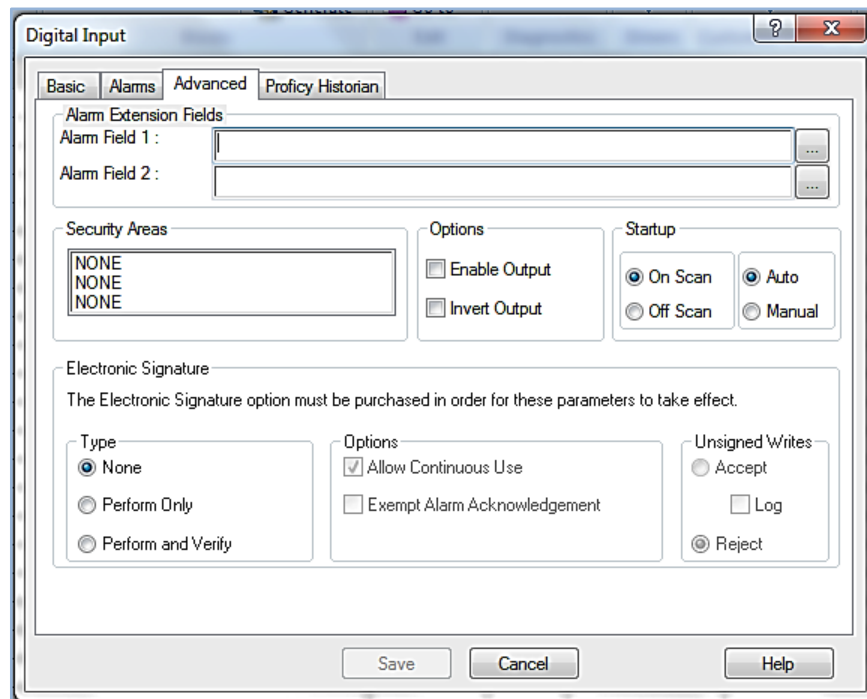 Generate
Go to
Digital Input
?
X
Basic
Alarms
Advanced
Proficy Historian
Alarm Extension Fields
Alarm Field 1 :
...
Alarm Field 2 :
...
Security Areas
NONE
NONE
NONE
Options
Enable Output
Invert Output
Startup
On Scan
Auto
Off Scan
Manual
Electronic Signature
The Electronic Signature option must be purchased in order for these parameters to take effect.
Type
None
Perform Only
Perform and Verify
Options
Allow Continuous Use
Exempt Alarm Acknowledgement
Unsigned Writes
Accept
Log
Reject
Save
Cancel
Help